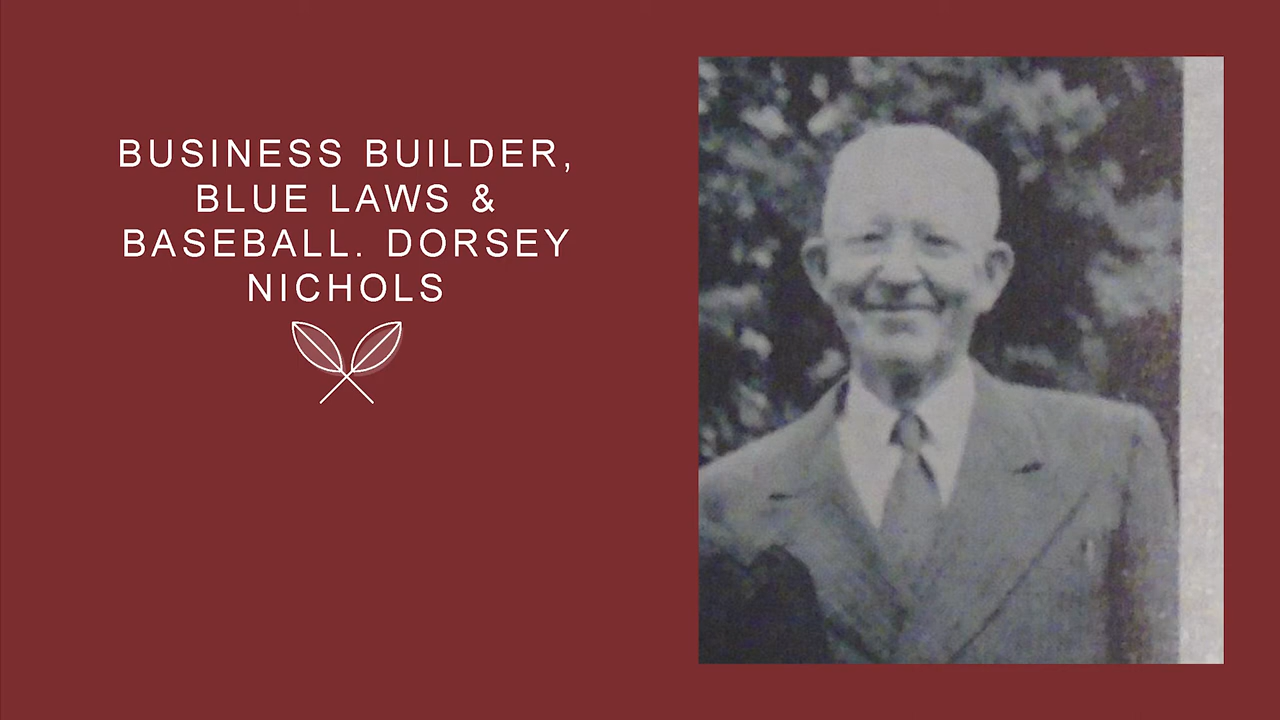 BUSINESS BUILDER,
BLUE LAWS &
BASEBALL. DORSEY
NICHOLS